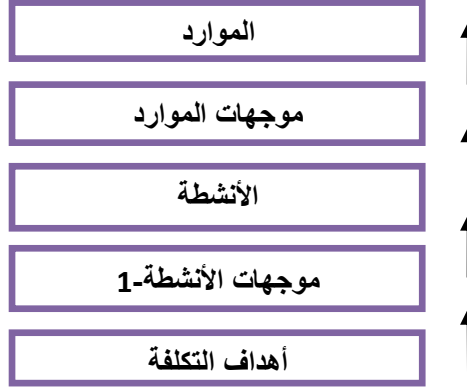 الموارد
موجهات الموارد
الأنشطة
موجهات الأنشطة-1
أهداف التكلفة